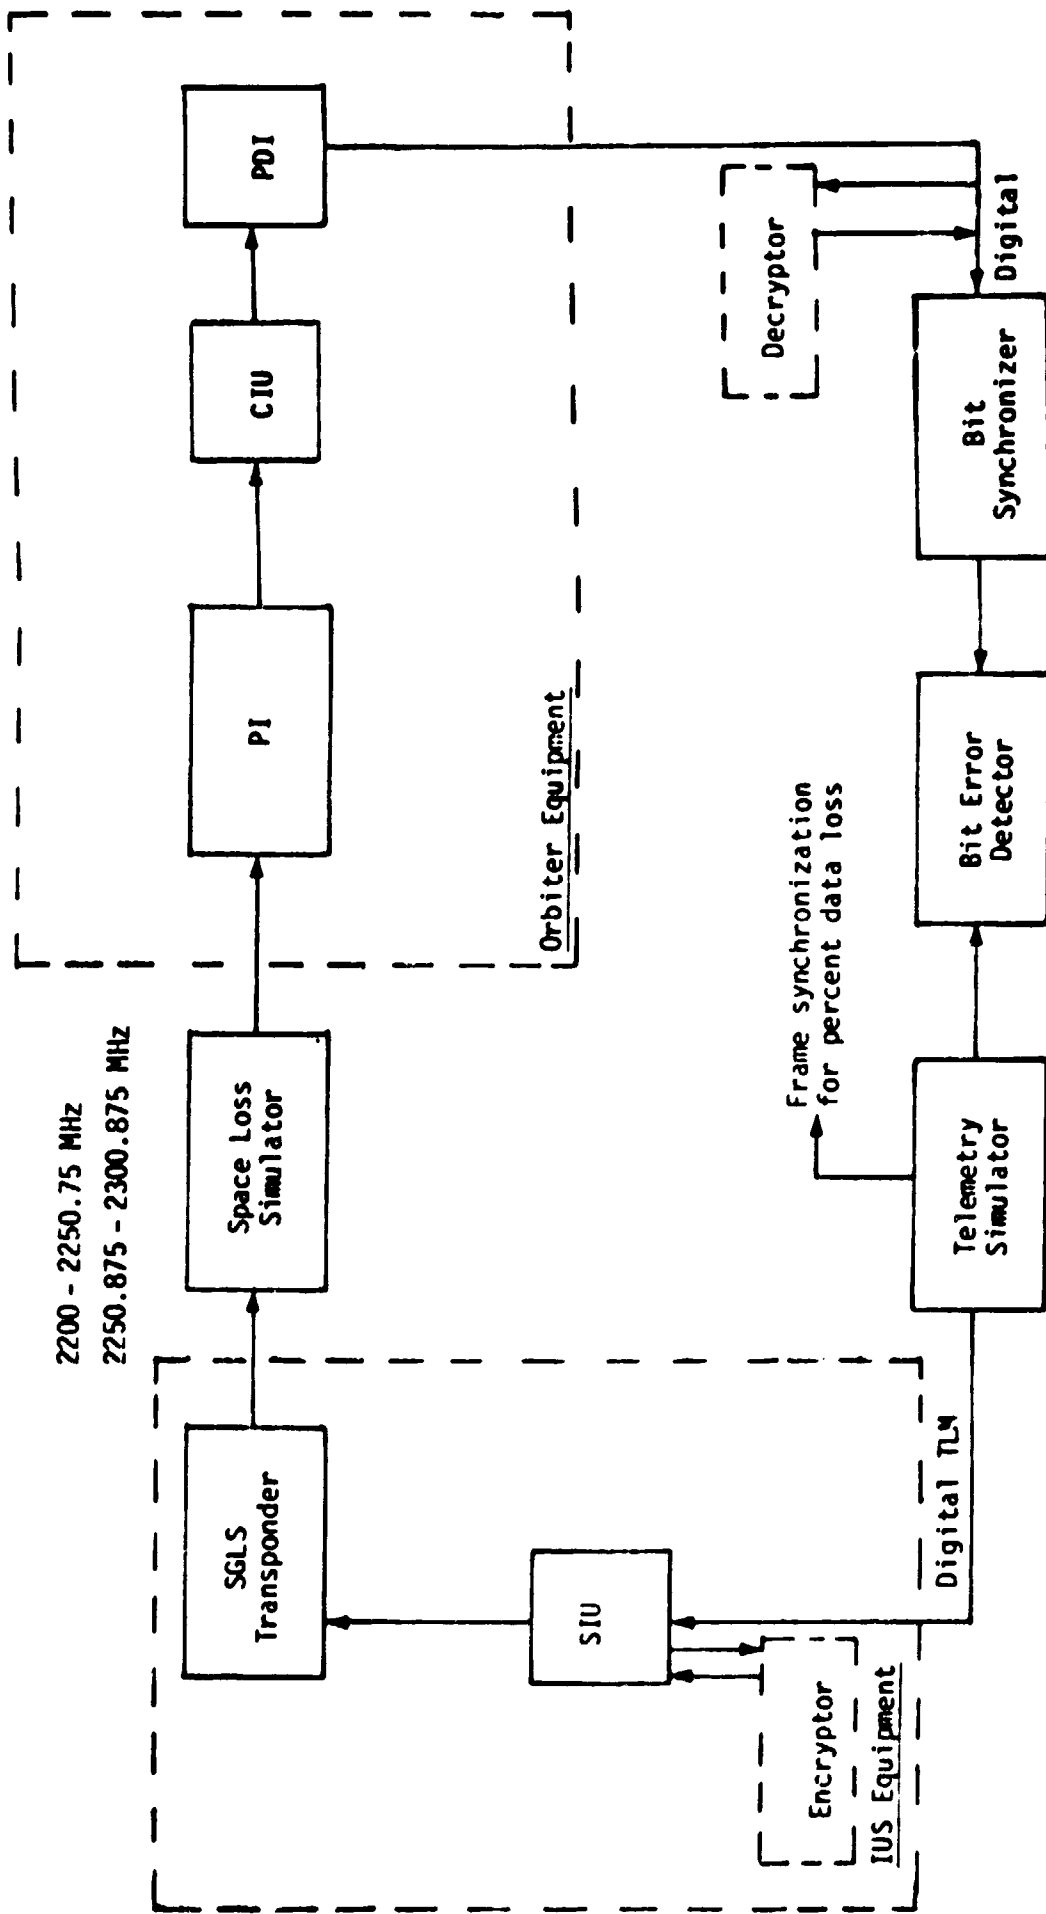 2200 - 2250.75 MHz
2250.875 - 2300.875 MHz
SGLS
Transponder
Space Loss
Simulator
PI
CIU
PDI
Orbiter Equipment
SIU
Encryptor
IUS Equipment
Digital TLM
Frame synchronization
for percent data loss
Decryptor
Digital
Telemetry
Simulator
Bit Error
Detector
Bit
Synchronizer